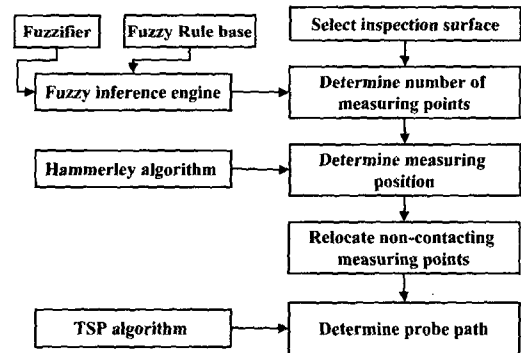 Fuzzifier
Fuzzy Rule base
Select inspection surface
Fuzzy inference engine
Determine number of
measuring points
Hammerley algorithm
Determine measuring
position
Relocate non-contacting
measuring points
TSP algorithm
Determine probe path